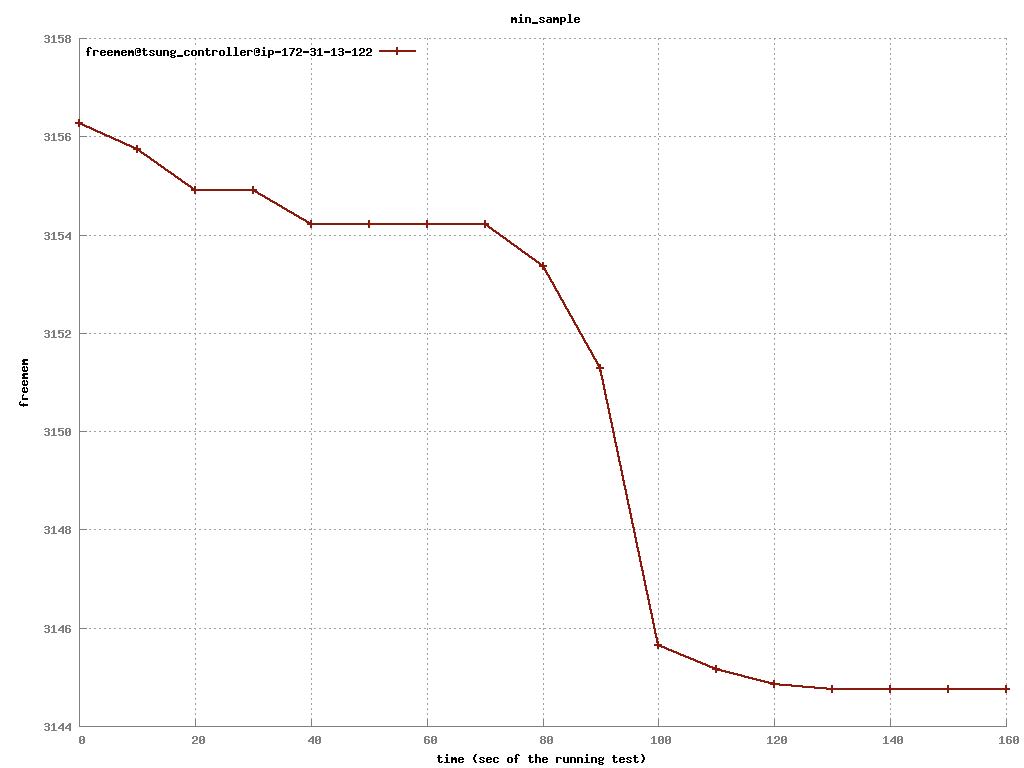 min_sample
freemem@tsung_controller@ip-172-31-13-122
3158
3156
3154
3152
3150
3148
3146
3144
freemem
0 20 40 60 80 100 120 140 160
time (sec of the running test)